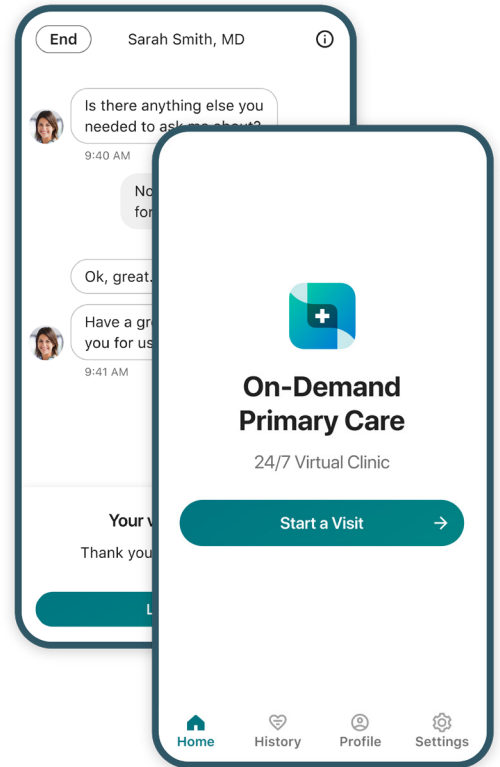 End
Sarah Smith, MD
Is there anything else you
needed to ask me about?
9:40 AM
No
for
Ok, great.
Have a gr
you for us
9:41 AM
Your
Thank you
L
On-Demand
Primary Care
24/7 Virtual Clinic
Start a Visit
Home
History
Profile
Settings